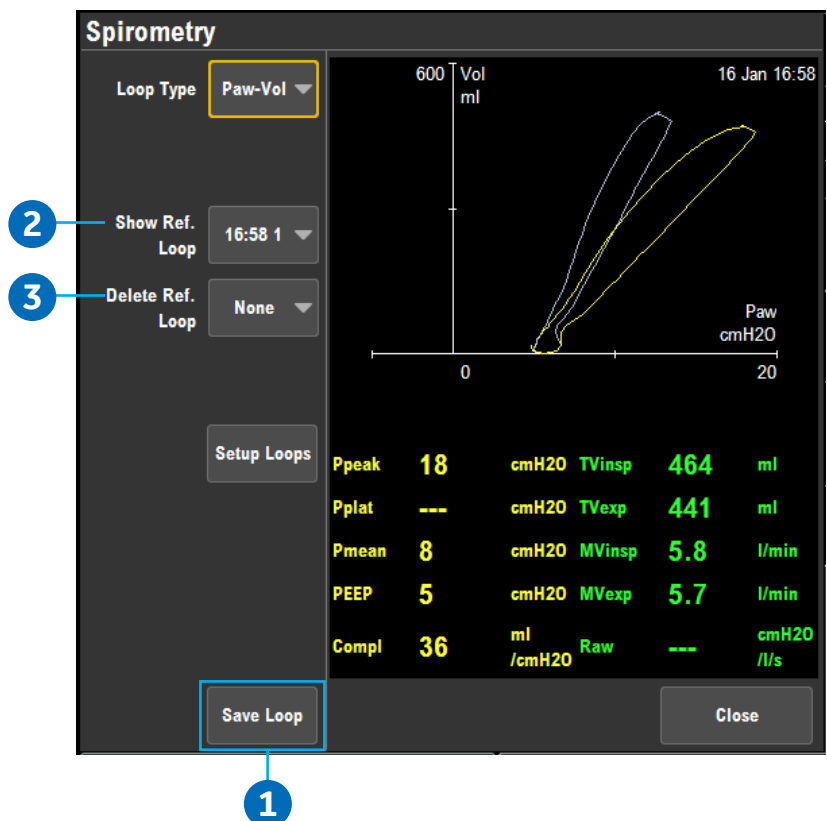 Spirometry
Loop Type
Paw-Vol
2
Show Ref.
Loop
16:58 1
3
Delete Ref.
Loop
None
Setup Loops
Save Loop
1
600
Vol
ml
16 Jan 16:58
Paw
cmH2O
0
20
Ppeak 18 cmH2O TVinsp 464 ml
Pplat --- cmH2O TVexp 441 ml
Pmean 8 cmH2O MVinsp 5.8 l/min
PEEP 5 cmH2O MVexp 5.7 l/min
Compl 36 ml
/cmH2O
Raw --- cmH2O
/l/s
Close